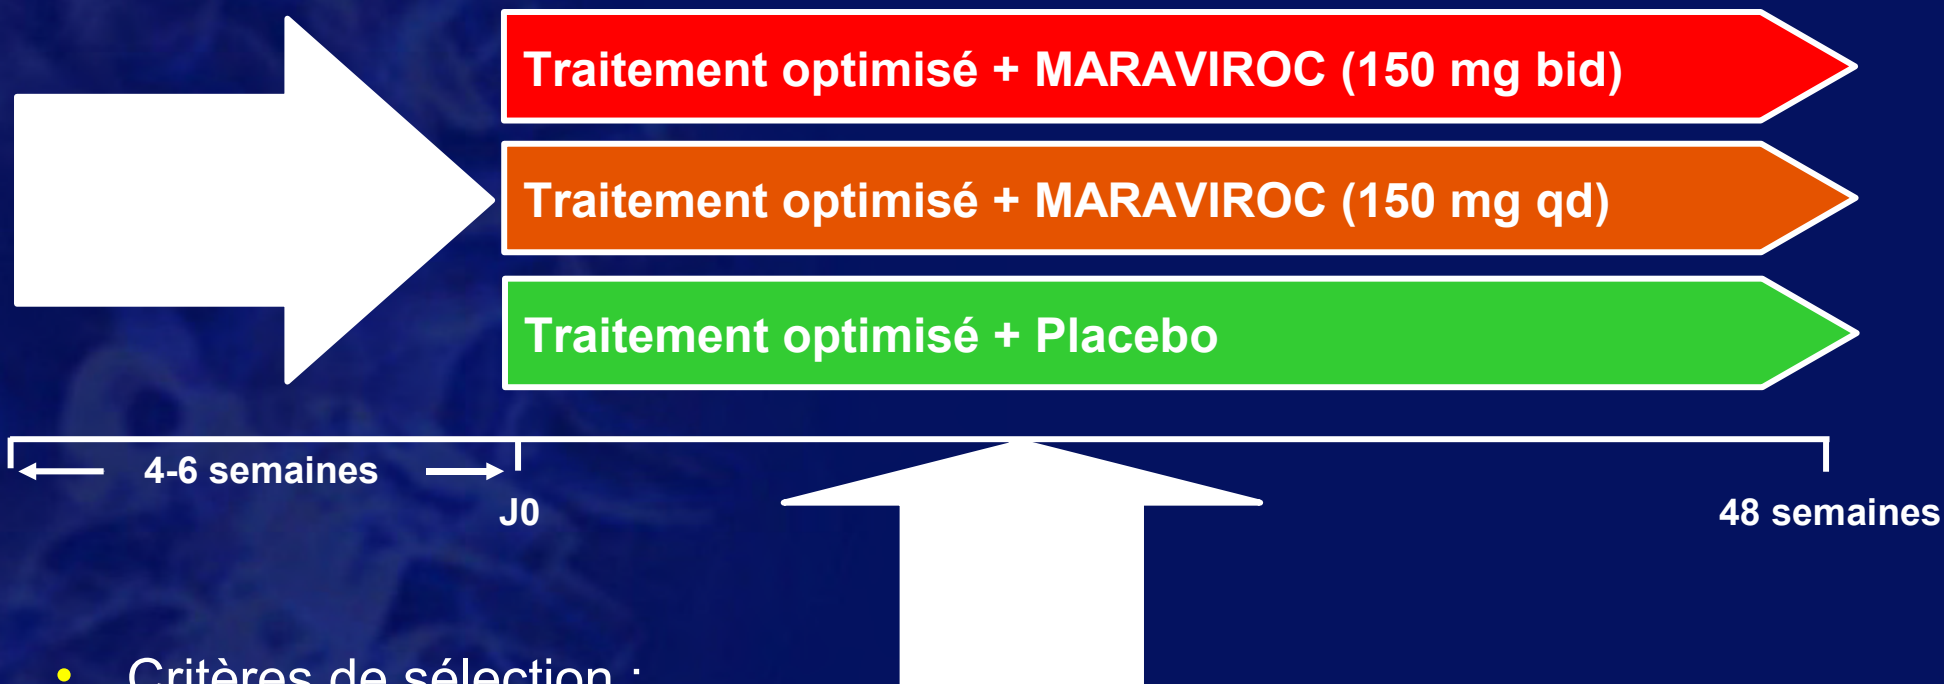 Traitement optimisé + MARAVIROC (150 mg bid)
Traitement optimisé + MARAVIROC (150 mg qd)
Traitement optimisé + Placebo
4-6 semaines
J0
48 semaines
• Critères de sélection :